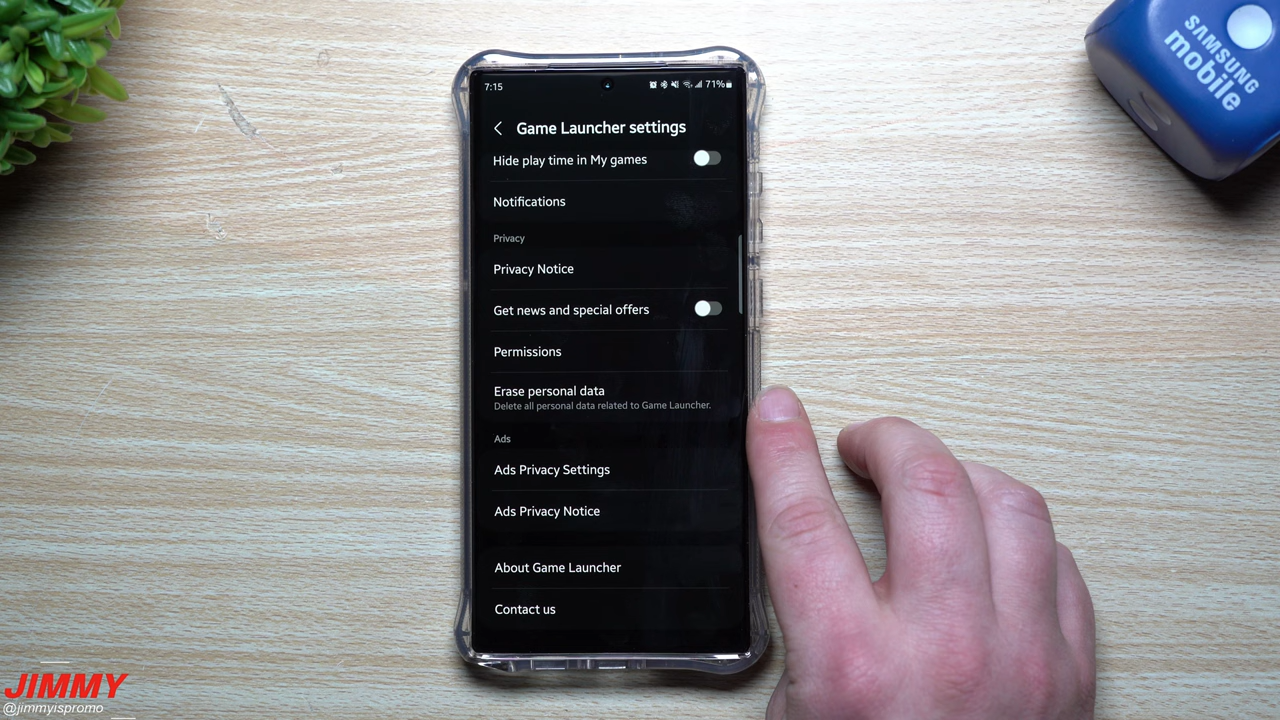 7:15
71%
Game Launcher settings
Hide play time in My games
Notifications
Privacy
Privacy Notice
Get news and special offers
Permissions
Erase personal data
Delete all personal data related to Game Launcher.
Ads
Ads Privacy Settings
Ads Privacy Notice
About Game Launcher
Contact us
SAMSUNG
mobile
JIMMY
@jimmyispromo